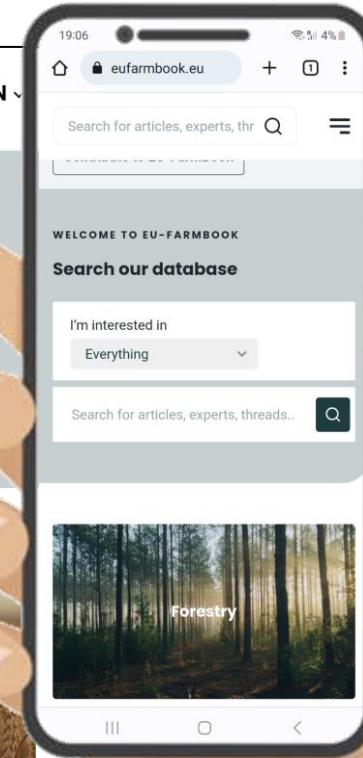 19:06
4%
eufarmbook.eu
1
Search for articles, experts, thr
WELCOME TO EU-FARMBOOK
Search our database
I'm interested in
Everything
Search for articles, experts, threads..
Forestry